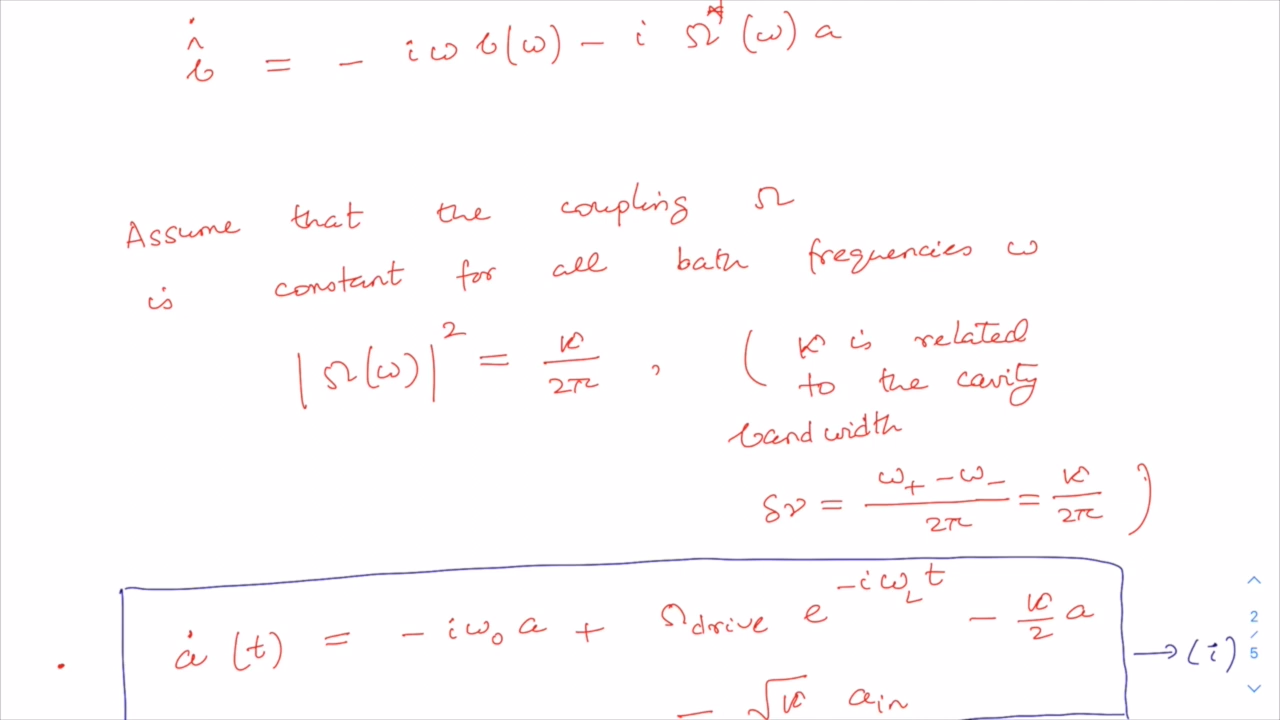 ḃ̂ = - iω b(ω) - i Ω*(ω) a
Assume that the coupling Ω
is constant for all bath frequencies ω
|Ω(ω)|² = κ/2π , ( κ is related
to the cavity
bandwidth
δν = (ω₊ - ω₋)/2π = κ/2π )
ȧ(t) = - iω₀ a + Ω_drive e^{-iω_L t} - κ/2 a
- √κ a_in
→ (i)
2
/
5